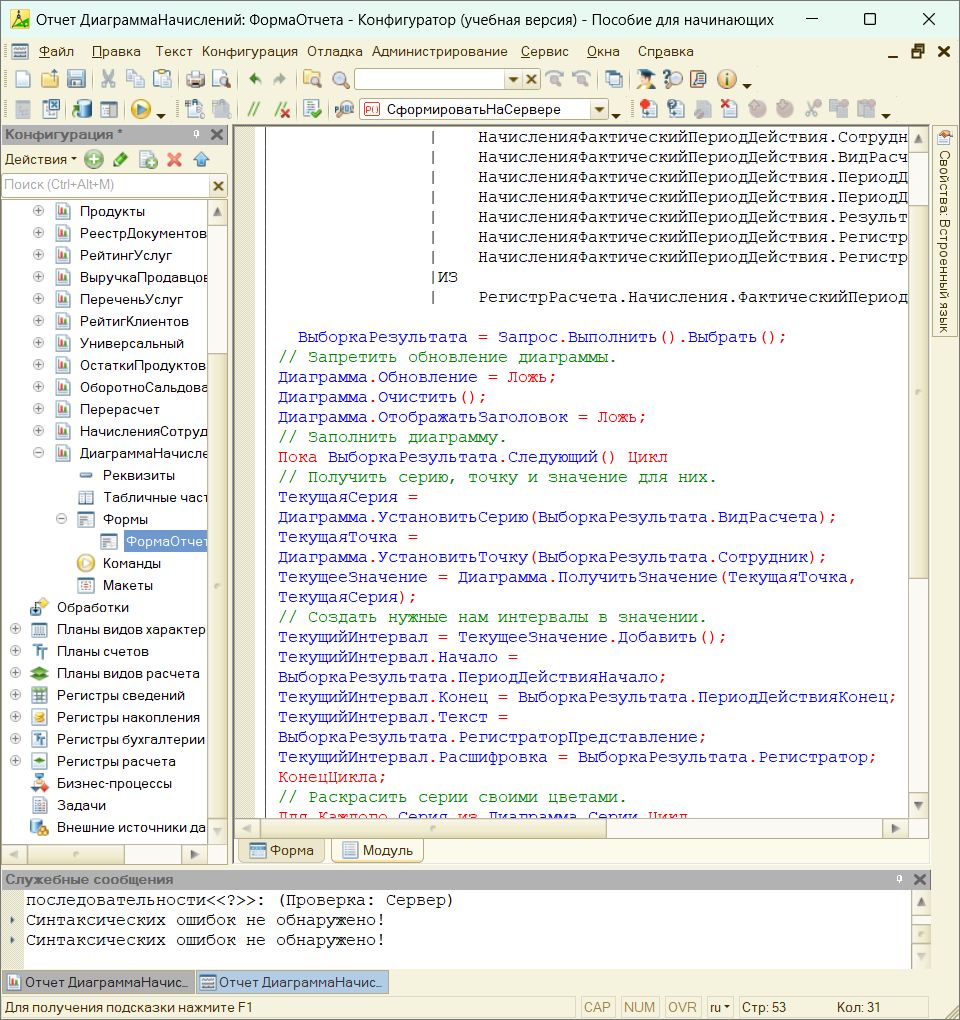 Отчет ДиаграммаНачислений: ФормаОтчета - Конфигуратор (учебная версия) - Пособие для начинающих
Файл Правка Текст Конфигурация Отладка Администрирование Сервис Окна Справка
СформироватьНаСервере
Конфигурация *
Действия
Поиск (Ctrl+Alt+M)
Продукты
РеестрДокументов
РейтингУслуг
ВыручкаПродавцов
ПереченьУслуг
РейтигКлиентов
Универсальный
ОстаткиПродуктов
ОборотноСальдова
Перерасчет
НачисленияСотруд
ДиаграммаНачисле
Реквизиты
Табличные част
Формы
ФормаОтчет
Команды
Макеты
Обработки
Планы видов характер
Планы счетов
Планы видов расчета
Регистры сведений
Регистры накопления
Регистры бухгалтерии
Регистры расчета
Бизнес-процессы
Задачи
Внешние источники да
| НачисленияФактическийПериодДействия.Сотрудн
| НачисленияФактическийПериодДействия.ВидРасч
| НачисленияФактическийПериодДействия.ПериодД
| НачисленияФактическийПериодДействия.ПериодД
| НачисленияФактическийПериодДействия.Результ
| НачисленияФактическийПериодДействия.Регистр
| НачисленияФактическийПериодДействия.Регистр
|ИЗ
| РегистрРасчета.Начисления.ФактическийПериод
ВыборкаРезультата = Запрос.Выполнить().Выбрать();
// Запретить обновление диаграммы.
Диаграмма.Обновление = Ложь;
Диаграмма.Очистить();
Диаграмма.ОтображатьЗаголовок = Ложь;
// Заполнить диаграмму.
Пока ВыборкаРезультата.Следующий() Цикл
// Получить серию, точку и значение для них.
ТекущаяСерия =
Диаграмма.УстановитьСерию(ВыборкаРезультата.ВидРасчета);
ТекущаяТочка =
Диаграмма.УстановитьТочку(ВыборкаРезультата.Сотрудник);
ТекущееЗначение = Диаграмма.ПолучитьЗначение(ТекущаяТочка,
ТекущаяСерия);
// Создать нужные нам интервалы в значении.
ТекущийИнтервал = ТекущееЗначение.Добавить();
ТекущийИнтервал.Начало =
ВыборкаРезультата.ПериодДействияНачало;
ТекущийИнтервал.Конец = ВыборкаРезультата.ПериодДействияКонец;
ТекущийИнтервал.Текст =
ВыборкаРезультата.РегистраторПредставление;
ТекущийИнтервал.Расшифровка = ВыборкаРезультата.Регистратор;
КонецЦикла;
// Раскрасить серии своими цветами.
Для Каждого Серия из Диаграмма.Серии Цикл
Форма Модуль
Свойства: Встроенный язык
Служебные сообщения
последовательности<<?>>: (Проверка: Сервер)
Синтаксических ошибок не обнаружено!
Синтаксических ошибок не обнаружено!
Отчет ДиаграммаНачис... Отчет ДиаграммаНачис...
Для получения подсказки нажмите F1 CAP NUM OVR ru Стр: 53 Кол: 31